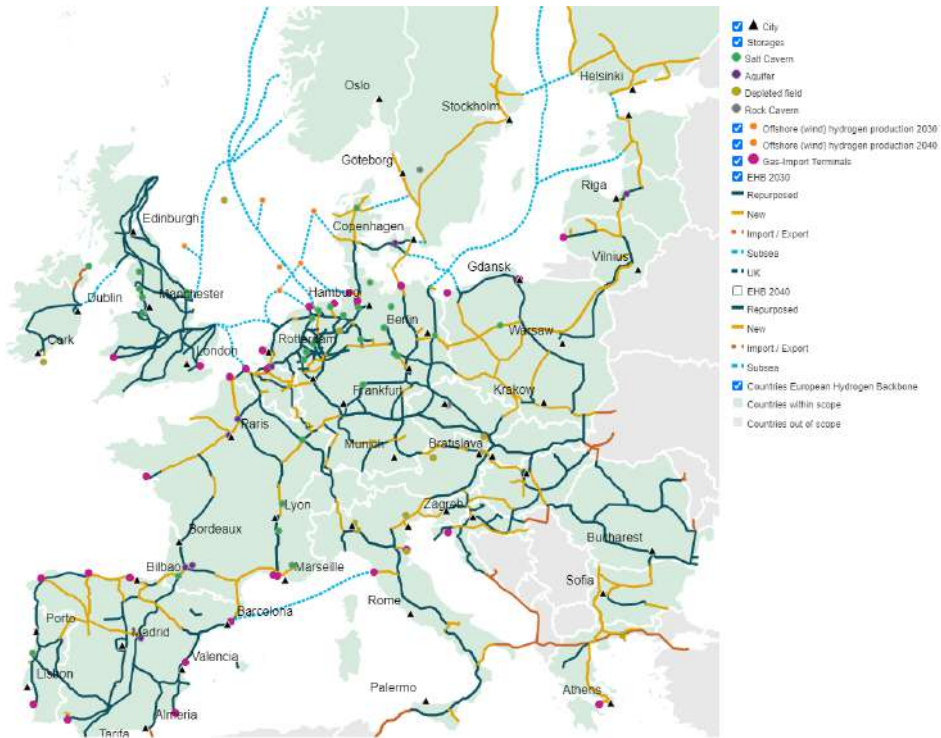 Oslo
Helsinki
Stockholm
Goteborg
Riga
Edinburgh
Copenhagen
Vilnius
Gdansk
Dublin
Manchester
Hamburg
Berlin
Warsaw
Cork
London
Rotterdam
Frankfurt
Krakow
Paris
Munich
Bratislava
Lyon
Zagreb
Bordeaux
Bucharest
Bilbao
Marseille
Sofia
Rome
Porto
Barcelona
Madrid
Valencia
Lisbon
Palermo
Athens
Almeria
Tarifa
City
Storages
Salt Cavern
Aquifer
Depleted field
Rock Cavern
Offshore (wind) hydrogen production 2030
Offshore (wind) hydrogen production 2040
Gas-Import Terminals
EHB 2030
Repurposed
New
Import / Export
Subsea
UK
EHB 2040
Repurposed
New
Import / Export
Subsea
Countries European Hydrogen Backbone
Countries within scope
Countries out of scope